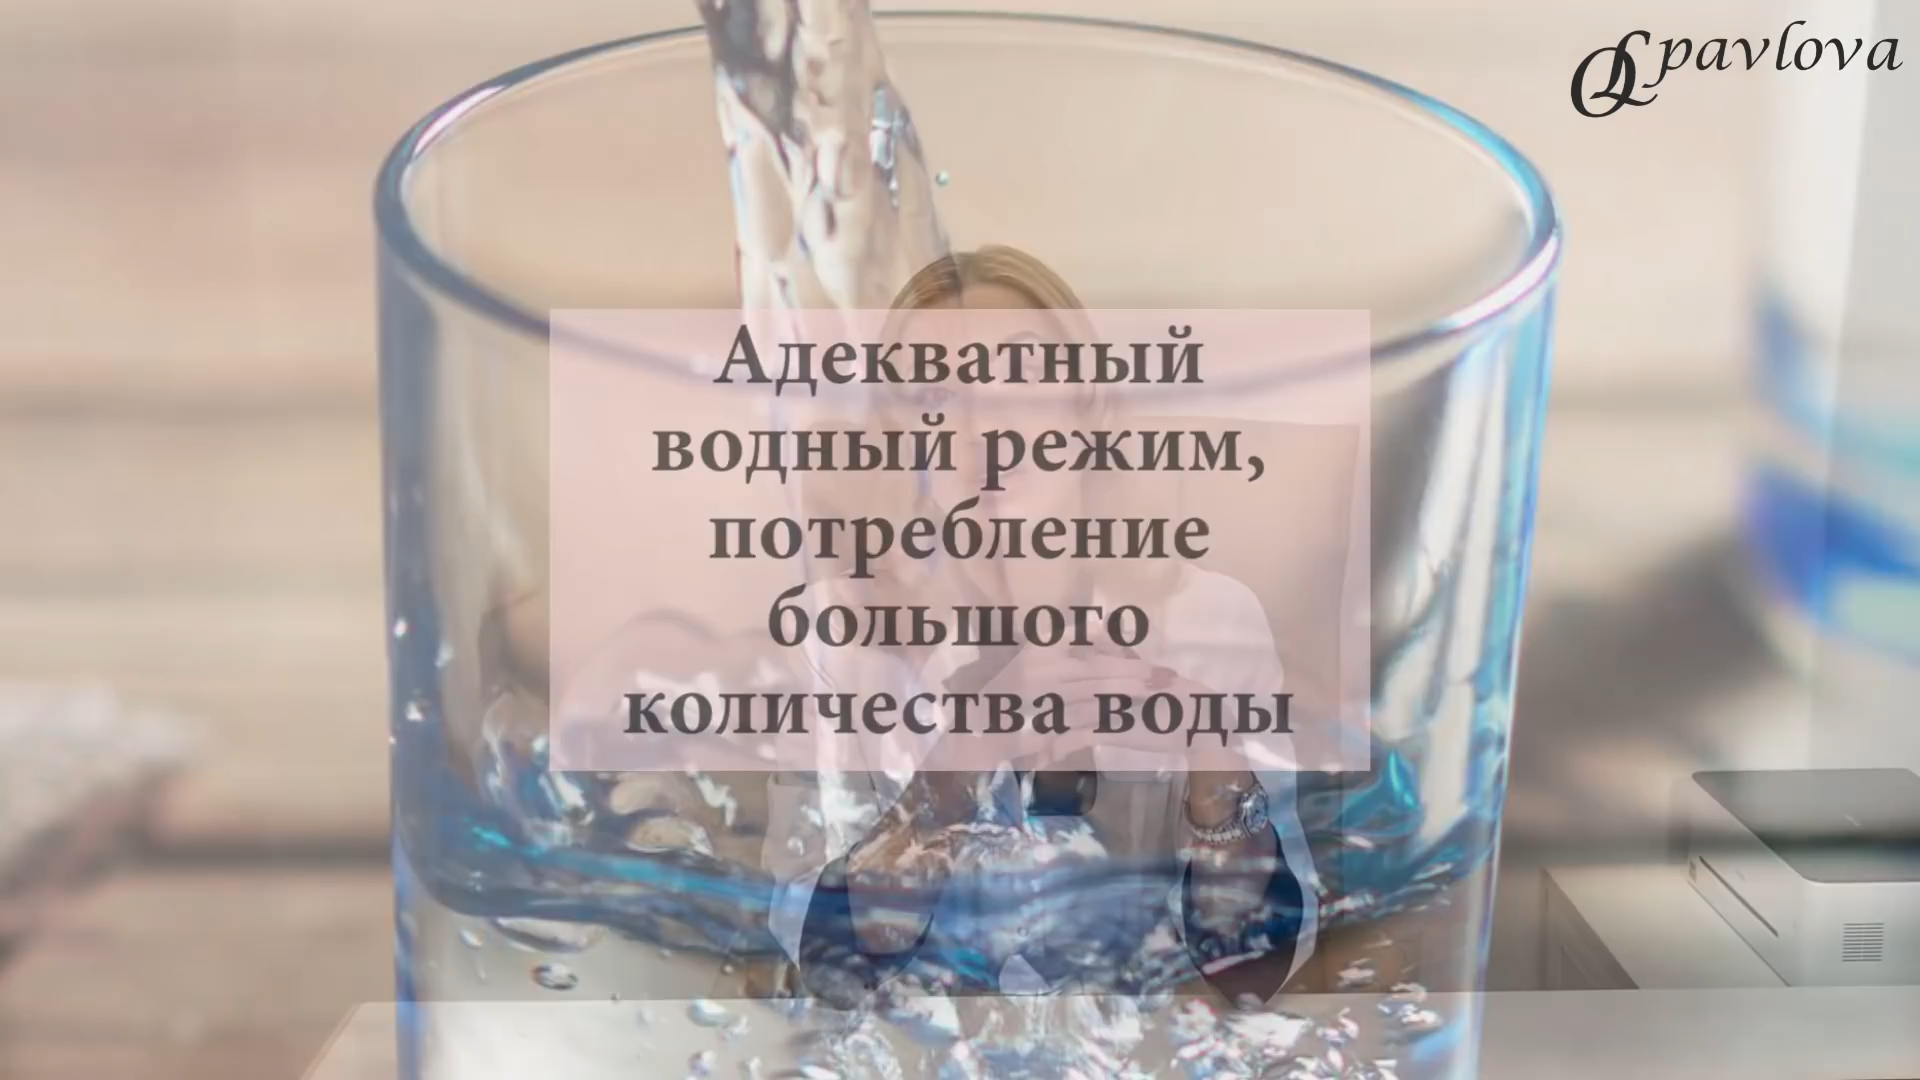 pavlova
Адекватный
водный режим,
потребление
большого
количества воды